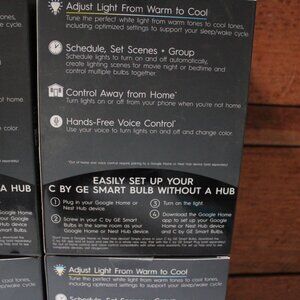 Adjust Light From Warm to Cool
Tune the perfect white light from warm tones to cool tones,
including optimized settings to support your sleep/wake cycle.
Schedule, Set Scenes + Group
Schedule lights to turn on and off automatically,
create lighting scenes for movie night or bedtime and
control multiple bulbs together
Control Away from Home*
Turn lights on or off from your phone when you're not home
Hands-Free Voice Control*
Use your voice to turn lights on and off and change color.
EASILY SET UP YOUR
C BY GE SMART BULB WITHOUT A HUB
1 Plug in your Google Home or
Nest Hub device
2 Screw in your C by GE Smart
Bulbs in the same room as your
Google Home or Nest Hub device.
3 Turn on the light.
4 Download the Google Home
app to set up your Google
Home and your C by GE
Smart Bulbs.
A HUB
Google Home
Google
GE
Adjust Light From Warm to Cool
Tune the perfect white light from warm tones to cool tones,
including optimized settings to support your sleep/wake cycle.
Schedule, Set Scenes + Group